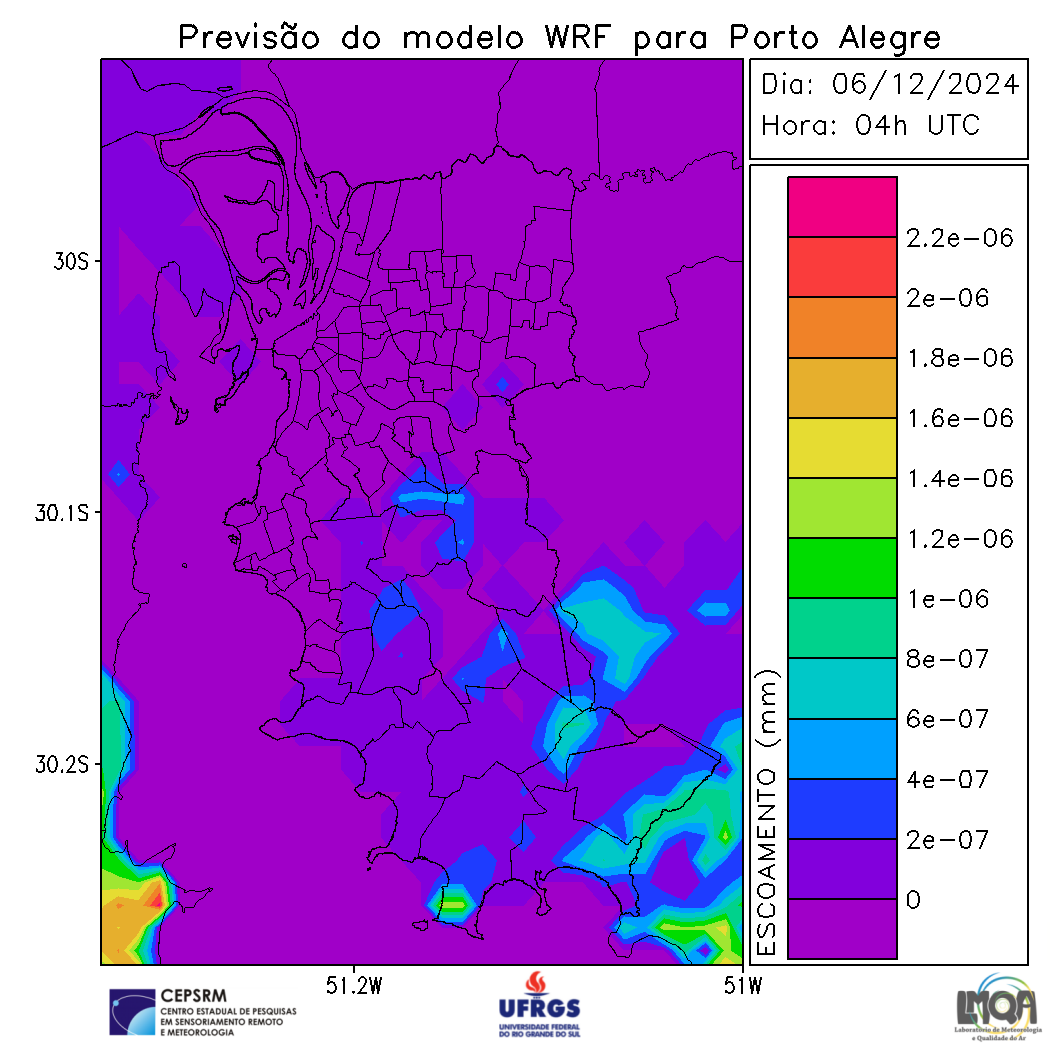 Previsão do modelo WRF para Porto Alegre
Dia: 06/12/2024
Hora: 04h UTC
2.2e-06
2e-06
1.8e-06
1.6e-06
1.4e-06
1.2e-06
1e-06
8e-07
6e-07
4e-07
2e-07
0
ESCOAMENTO (mm)
30S
30.1S
30.2S
51.2W
51W
CEPSRM
CENTRO ESTADUAL DE PESQUISAS
EM SENSORIAMENTO REMOTO
E METEOROLOGIA
UFRGS
UNIVERSIDADE FEDERAL
DO RIO GRANDE DO SUL
LMQA
Laboratório de Meteorologia
e Qualidade do Ar